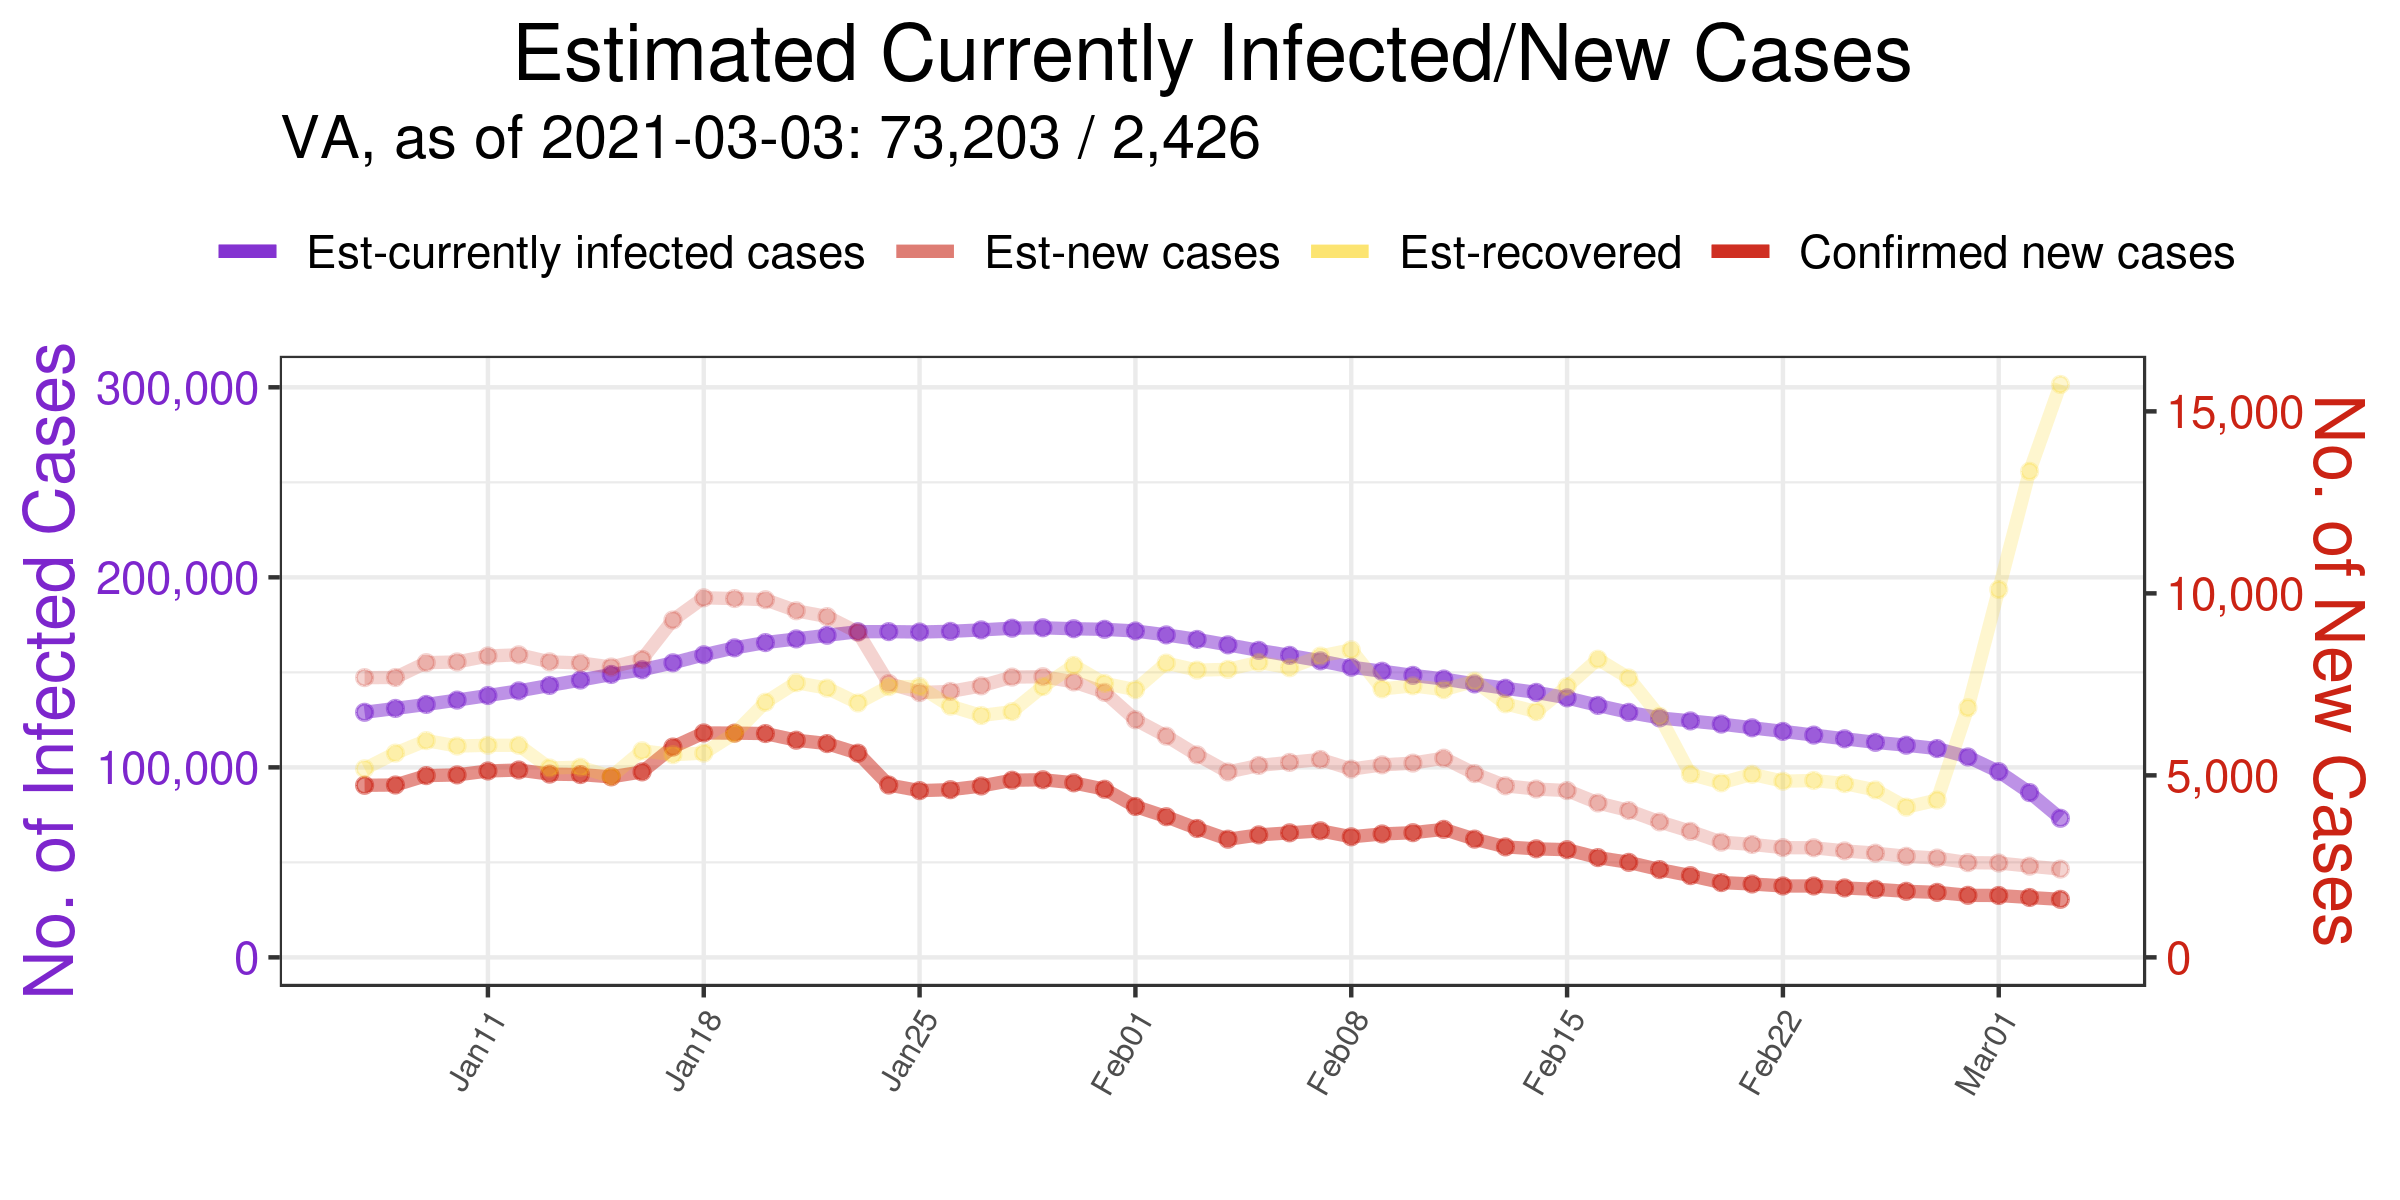 Estimated Currently Infected/New Cases
VA, as of 2021-03-03: 73,203 / 2,426
Est-currently infected cases Est-new cases Est-recovered Confirmed new cases
No. of Infected Cases
300,000
200,000
100,000
0
15,000
10,000
5,000
0
No. of New Cases
Jan11 Jan18 Jan25 Feb01 Feb08 Feb15 Feb22 Mar01